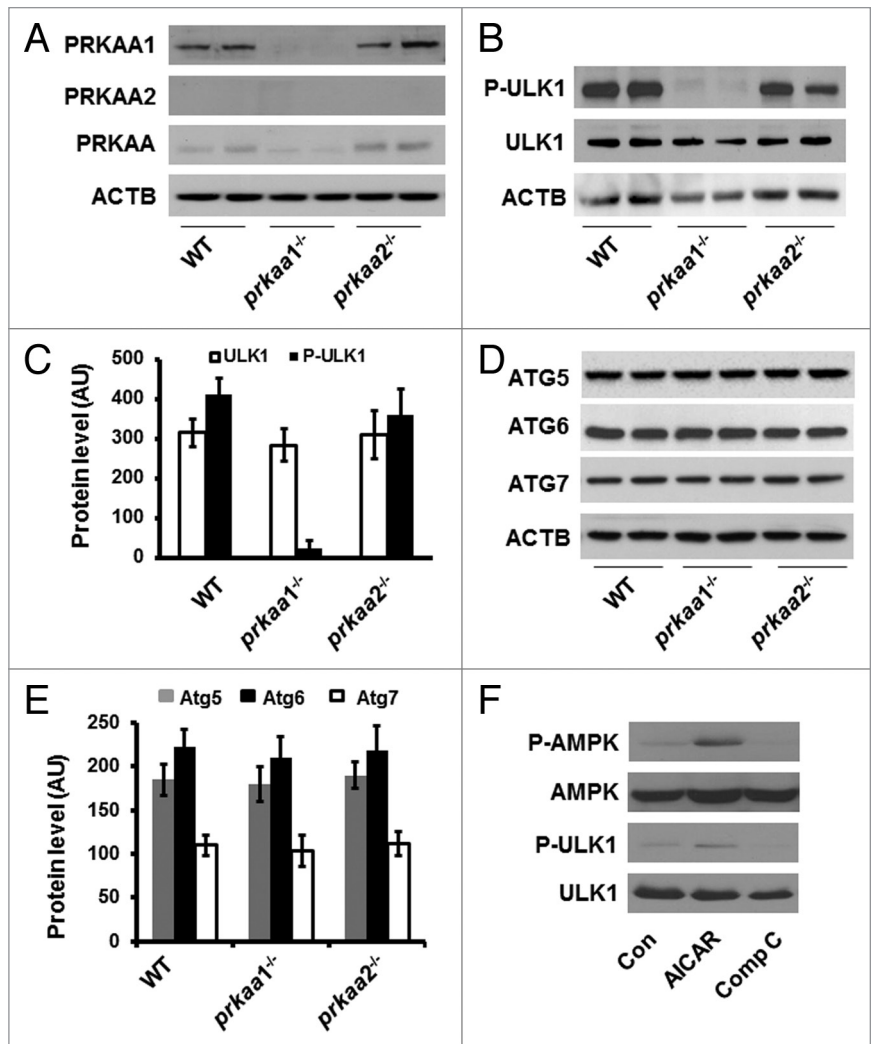 A
PRKAA1
PRKAA2
PRKAA
ACTB
WT
prkaa1-/-
prkaa2-/-
B
P-ULK1
ULK1
ACTB
WT
prkaa1-/-
prkaa2-/-
C
ULK1 P-ULK1
Protein level (AU)
500
400
300
200
100
0
WT
prkaa1-/-
prkaa2-/-
D
ATG5
ATG6
ATG7
ACTB
WT
prkaa1-/-
prkaa2-/-
E
Atg5 Atg6 Atg7
Protein level (AU)
250
200
150
100
50
0
WT
prkaa1-/-
prkaa2-/-
F
P-AMPK
AMPK
P-ULK1
ULK1
Con
AICAR
Comp C